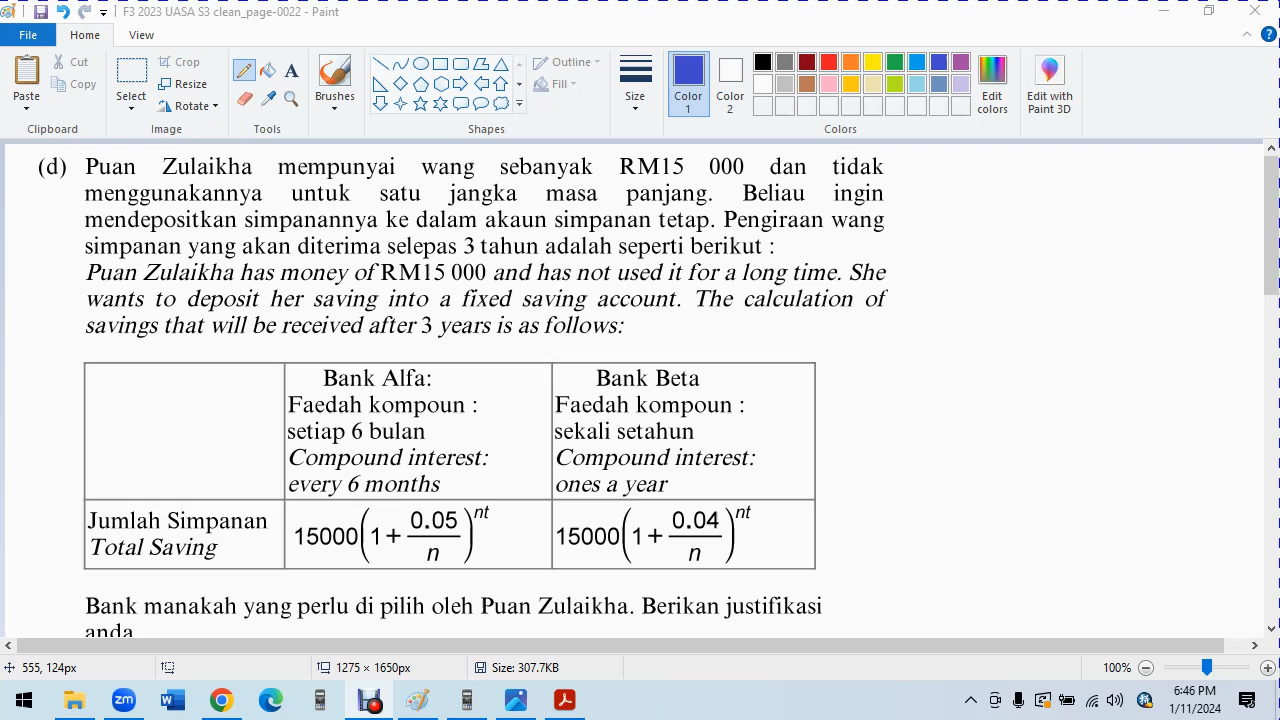 F3 2023 UASA S3 clean_page-0022 - Paint
File Home View
Paste
Cut
Copy
Clipboard
Select
Crop
Resize
Rotate
Image
Tools
Brushes
Shapes
Outline
Fill
Size
Color 1
Color 2
Edit colors
Colors
Edit with Paint 3D
(d) Puan Zulaikha mempunyai wang sebanyak RM15 000 dan tidak
menggunakannya untuk satu jangka masa panjang. Beliau ingin
mendepositkan simpanannya ke dalam akaun simpanan tetap. Pengiraan wang
simpanan yang akan diterima selepas 3 tahun adalah seperti berikut :
Puan Zulaikha has money of RM15 000 and has not used it for a long time. She
wants to deposit her saving into a fixed saving account. The calculation of
savings that will be received after 3 years is as follows:
Bank Alfa:
Faedah kompoun :
setiap 6 bulan
Compound interest:
every 6 months
Bank Beta
Faedah kompoun :
sekali setahun
Compound interest:
ones a year
Jumlah Simpanan
Total Saving
15000(1 + 0.05/n)^nt
15000(1 + 0.04/n)^nt
Bank manakah yang perlu di pilih oleh Puan Zulaikha. Berikan justifikasi
anda
555, 124px
1275 × 1650px
Size: 307.7KB
100%
6:46 PM
1/11/2024